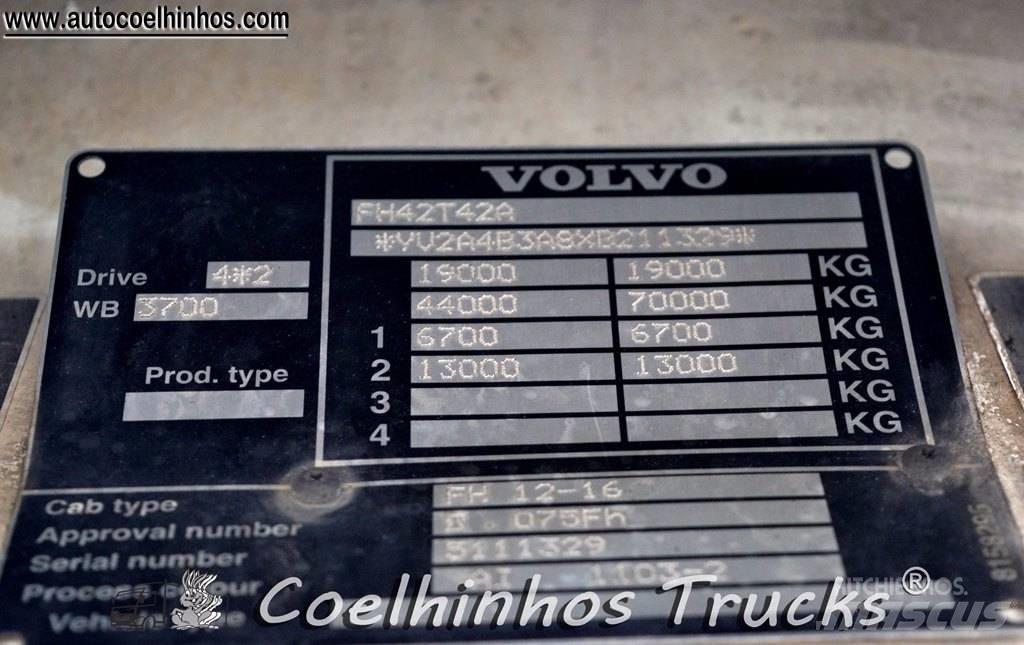 www.autocoelhinhos.com
VOLVO
FH42T42A
*YV2A4B3A8XB211329*
Drive 4*2 19000 19000 KG
WB 3700 44000 70000 KG
1 6700 6700 KG
Prod. type 2 13000 13000 KG
3 KG
4 KG
Cab type FH 12-16
Approval number 075Fh
Serial number
8158295
Coelhinhos Trucks®